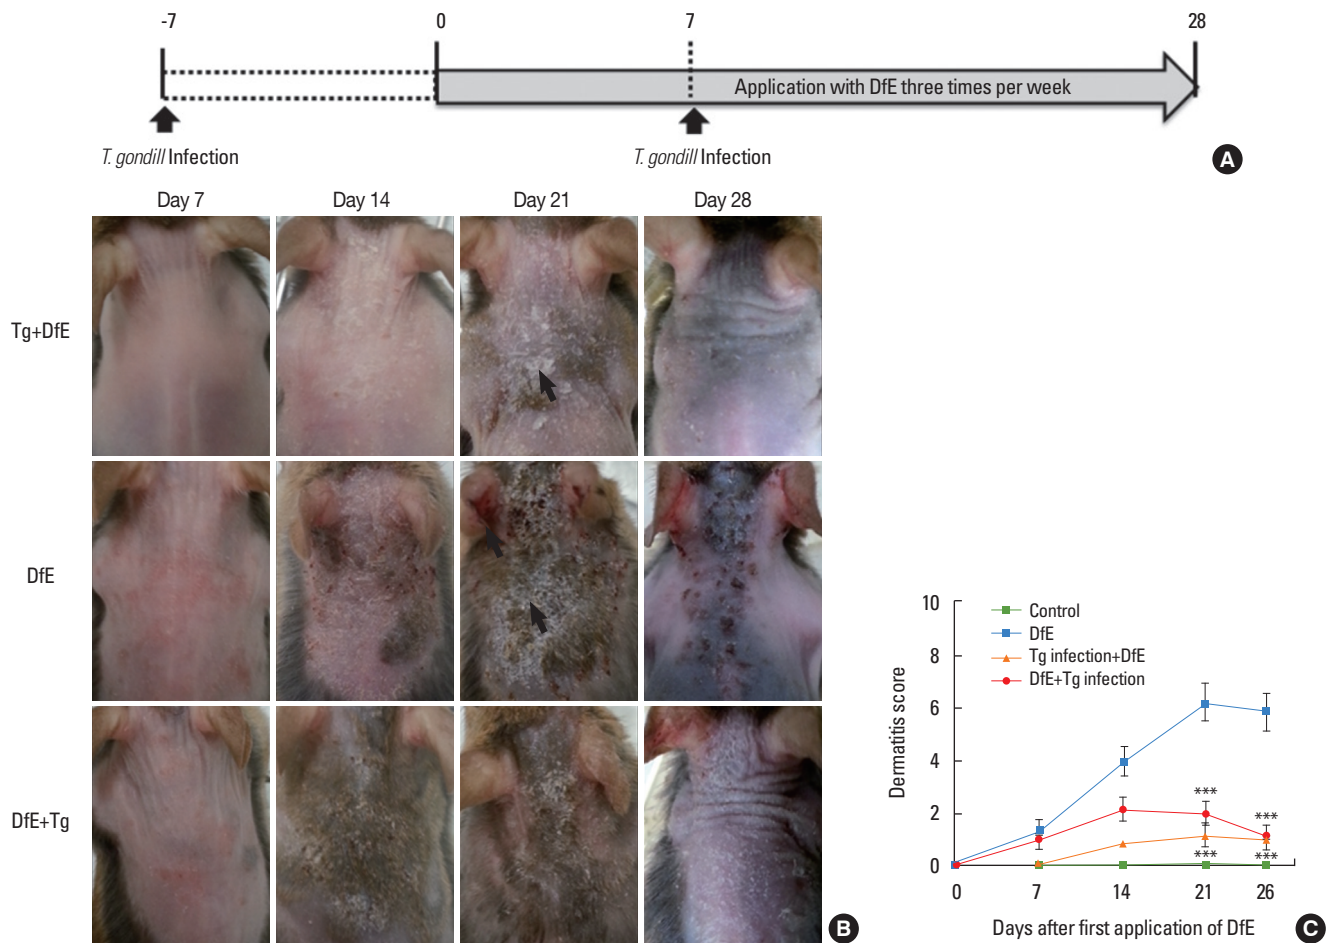 -7 0 7 28
Application with DfE three times per week
T. gondill Infection T. gondill Infection
A
Day 7 Day 14 Day 21 Day 28
Tg+DfE
DfE
DfE+Tg
B
10
8
6
4
2
0
Dermatitis score
Control
DfE
Tg infection+DfE
DfE+Tg infection
***
***
***
***
0 7 14 21 26
Days after first application of DfE
C